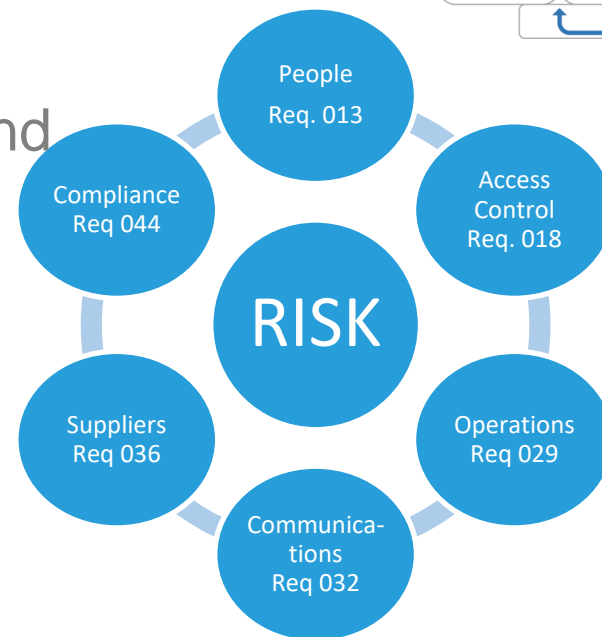 People
Req. 013
nd
Compliance
Req 044
Access
Control
Req. 018
RISK
Suppliers
Req 036
Operations
Req 029
Communica-
tions
Req 032